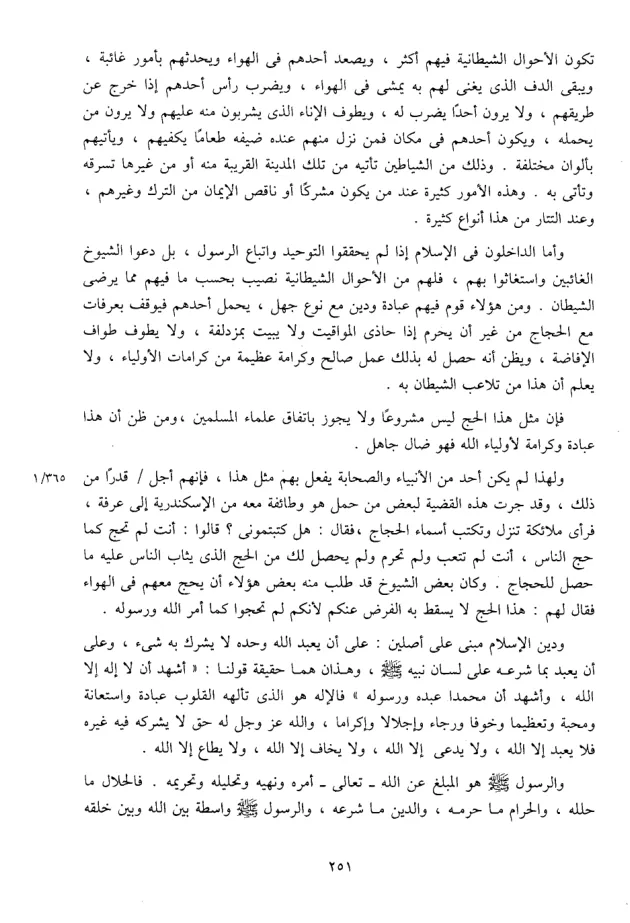 تكون الأحوال الشيطانية فيهم أكثر ، ويصعد أحدهم فى الهواء ويحدثهم بأمور غائبة ،
ويبقى الدف الذى يغنى لهم به يمشى فى الهواء ، ويضرب رأس أحدهم إذا خرج عن
طريقهم ، ولا يرون أحدًا يضرب له ، ويطوف الإناء الذى يشربون منه عليهم ولا يرون من
يحمله ، ويكون أحدهم فى مكان فمن نزل منهم عنده ضيفه طعامًا يكفيهم ، ويأتيهم
بألوان مختلفة . وذلك من الشياطين تأتيه من تلك المدينة القريبة منه أو من غيرها تسرقه
وتأتى به . وهذه الأمور كثيرة عند من يكون مشركًا أو ناقص الإيمان من الترك وغيرهم ،
وعند التتار من هذا أنواع كثيرة .
وأما الداخلون فى الإسلام إذا لم يحققوا التوحيد واتباع الرسول ، بل دعوا الشيوخ
الغائبين واستغاثوا بهم ، فلهم من الأحوال الشيطانية نصيب بحسب ما فيهم مما يرضى
الشيطان . ومن هؤلاء قوم فيهم عبادة ودين مع نوع جهل ، يحمل أحدهم فيوقف بعرفات
مع الحجاج من غير أن يحرم إذا حاذى المواقيت ولا يبيت بمزدلفة ، ولا يطوف طواف
الإفاضة ، ويظن أنه حصل له بذلك عمل صالح وكرامة عظيمة من كرامات الأولياء ، ولا
يعلم أن هذا من تلاعب الشيطان به .
فإن مثل هذا الحج ليس مشروعًا ولا يجوز باتفاق علماء المسلمين ،ومن ظن أن هذا
عبادة وكرامة لأولياء الله فهو ضال جاهل .
ولهذا لم يكن أحد من الأنبياء والصحابة يفعل بهم مثل هذا ، فإنهم أجل / قدرًا من ١/٣٦٥
ذلك ، وقد جرت هذه القضية لبعض من حمل هو وطائفة معه من الإسكندرية إلى عرفة ،
فرأى ملائكة تنزل وتكتب أسماء الحجاج ،فقال : هل كتبتمونى ؟ قالوا : أنت لم تحج كما
حج الناس ، أنت لم تتعب ولم تحرم ولم يحصل لك من الحج الذى يثاب الناس عليه ما
حصل للحجاج . وكان بعض الشيوخ قد طلب منه بعض هؤلاء أن يحج معهم فى الهواء
فقال لهم : هذا الحج لا يسقط به الفرض عنكم لأنكم لم تحجوا كما أمر الله ورسوله .
ودين الإسلام مبنى على أصلين : على أن يعبد الله وحده لا يشرك به شىء ، وعلى
أن يعبد بما شرعه على لسان نبيه ﷺ ، وهذان هما حقيقة قولنا : « أشهد أن لا إله إلا
الله ، وأشهد أن محمدا عبده ورسوله » فالإله هو الذى تألهه القلوب عبادة واستعانة
ومحبة وتعظيما وخوفا ورجاء وإجلالا وإكراما ، والله عز وجل له حق لا يشركه فيه غيره
فلا يعبد إلا الله ، ولا يدعى إلا الله ، ولا يخاف إلا الله ، ولا يطاع إلا الله .
والرسول ﷺ هو المبلغ عن الله ـ تعالى ـ أمره ونهيه وتحليله وتحريمه . فالحلال ما
حلله ، والحرام ما حرمه ، والدين ما شرعه ، والرسول ﷺ واسطة بين الله وبين خلقه
٢٥١